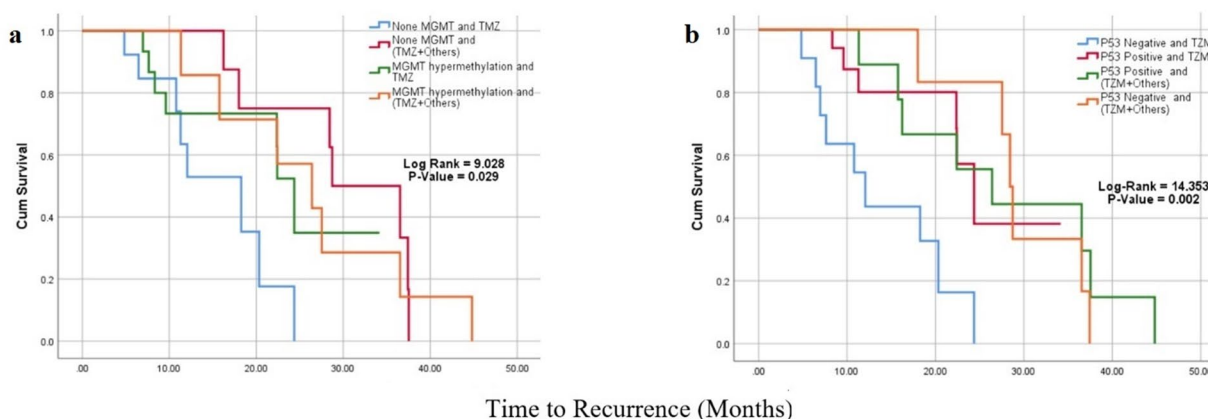 a
None MGMT and TMZ
None MGMT and
(TMZ+Others)
MGMT hypermethylation and
TMZ
MGMT hypermethylation and
(TMZ+Others)
Log Rank = 9.028
P-Value = 0.029
Cum Survival
1.0
0.8
0.6
0.4
0.2
0.0
.00 10.00 20.00 30.00 40.00 50.00
b
P53 Negative and TZM
P53 Positive and TZM
P53 Positive and
(TZM+Others)
P53 Negative and
(TZM+Others)
Log-Rank = 14.353
P-Value = 0.002
Cum Survival
1.0
0.8
0.6
0.4
0.2
0.0
.00 10.00 20.00 30.00 40.00 50.00
Time to Recurrence (Months)